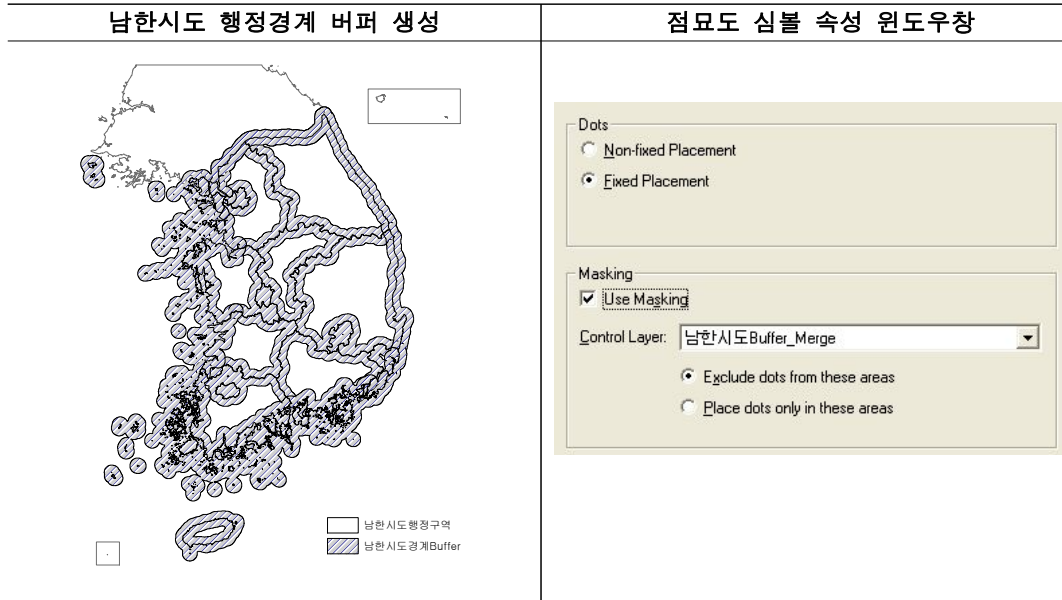 남한시도 행정경계 버퍼 생성
점묘도 심볼 속성 윈도우창
남한시도행정구역
남한시도경계Buffer
Dots
Non-fixed Placement
Fixed Placement
Masking
Use Masking
Control Layer: 남한시도Buffer_Merge
Exclude dots from these areas
Place dots only in these areas